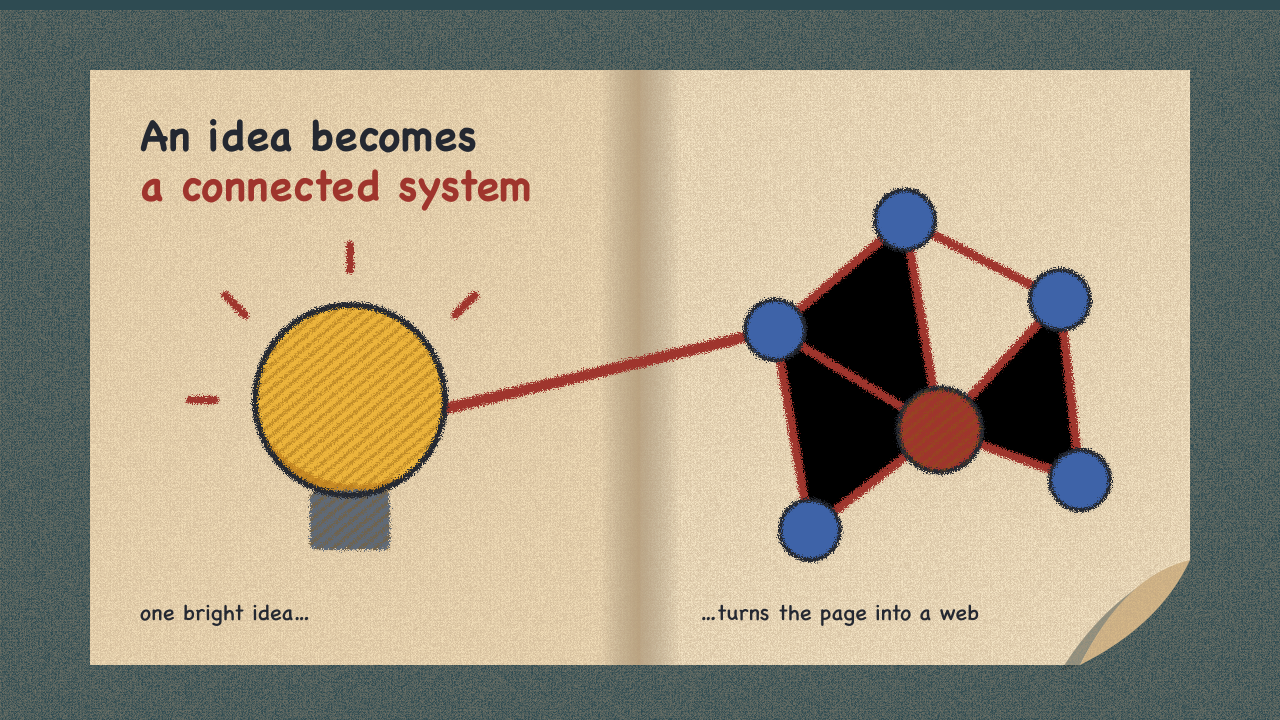 An idea becomes
a connected system
one bright idea...
...turns the page into a web